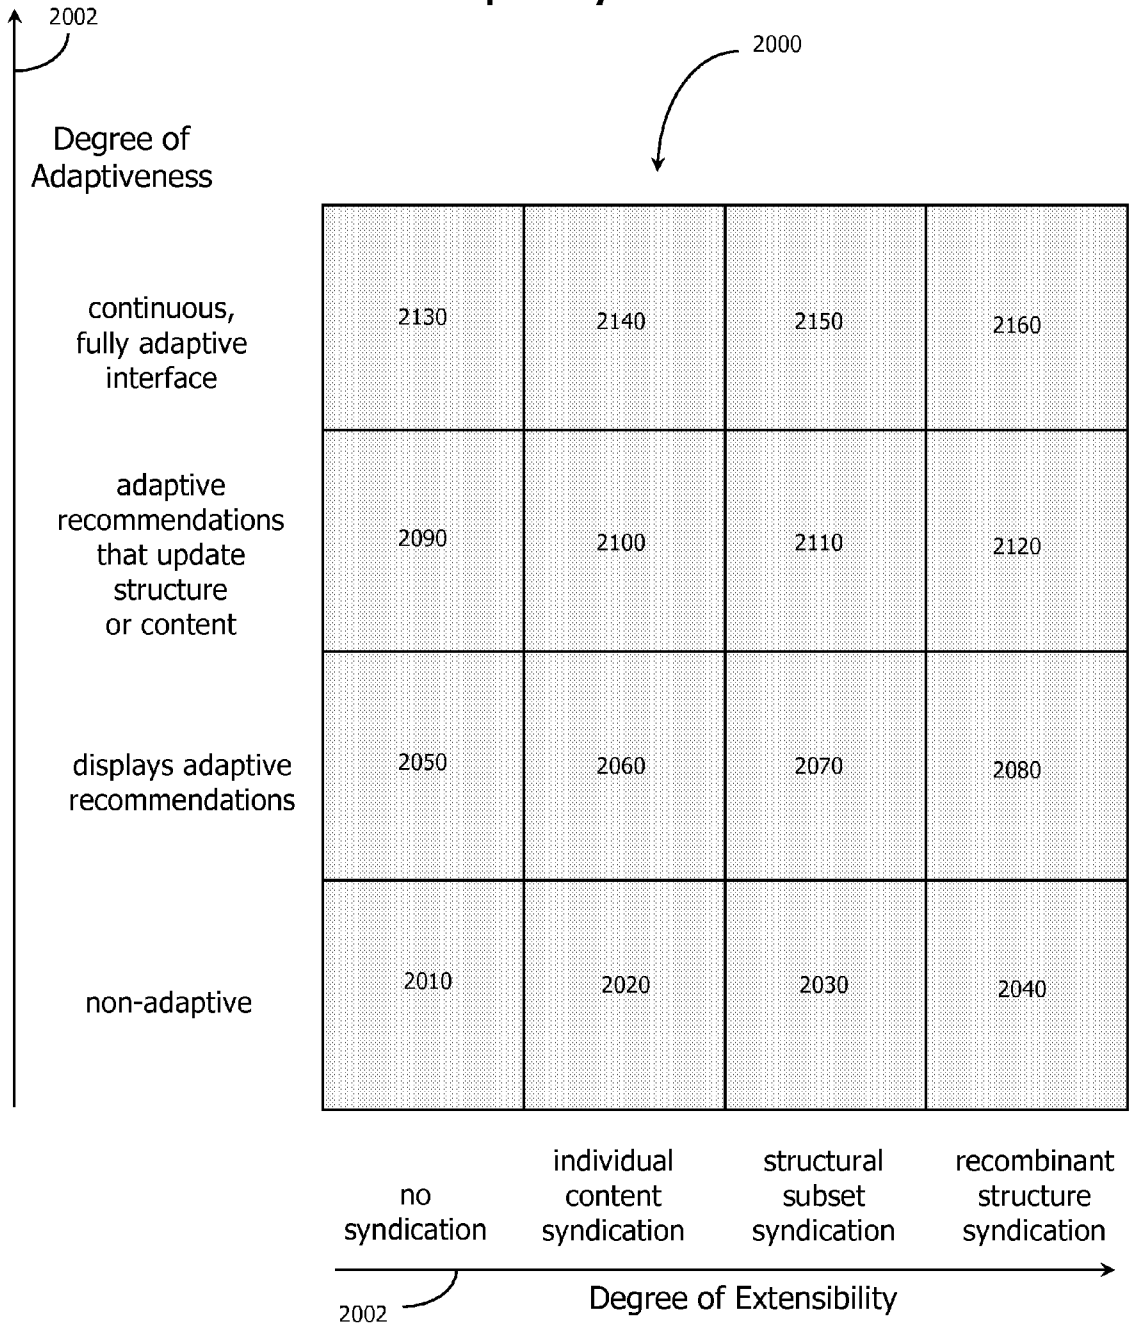 2002
2000
Degree of
Adaptiveness
continuous,
fully adaptive
interface
2130
2140
2150
2160
adaptive
recommendations
that update
structure
or content
2090
2100
2110
2120
displays adaptive
recommendations
2050
2060
2070
2080
non-adaptive
2010
2020
2030
2040
no
syndication
individual
content
syndication
structural
subset
syndication
recombinant
structure
syndication
2002
Degree of Extensibility